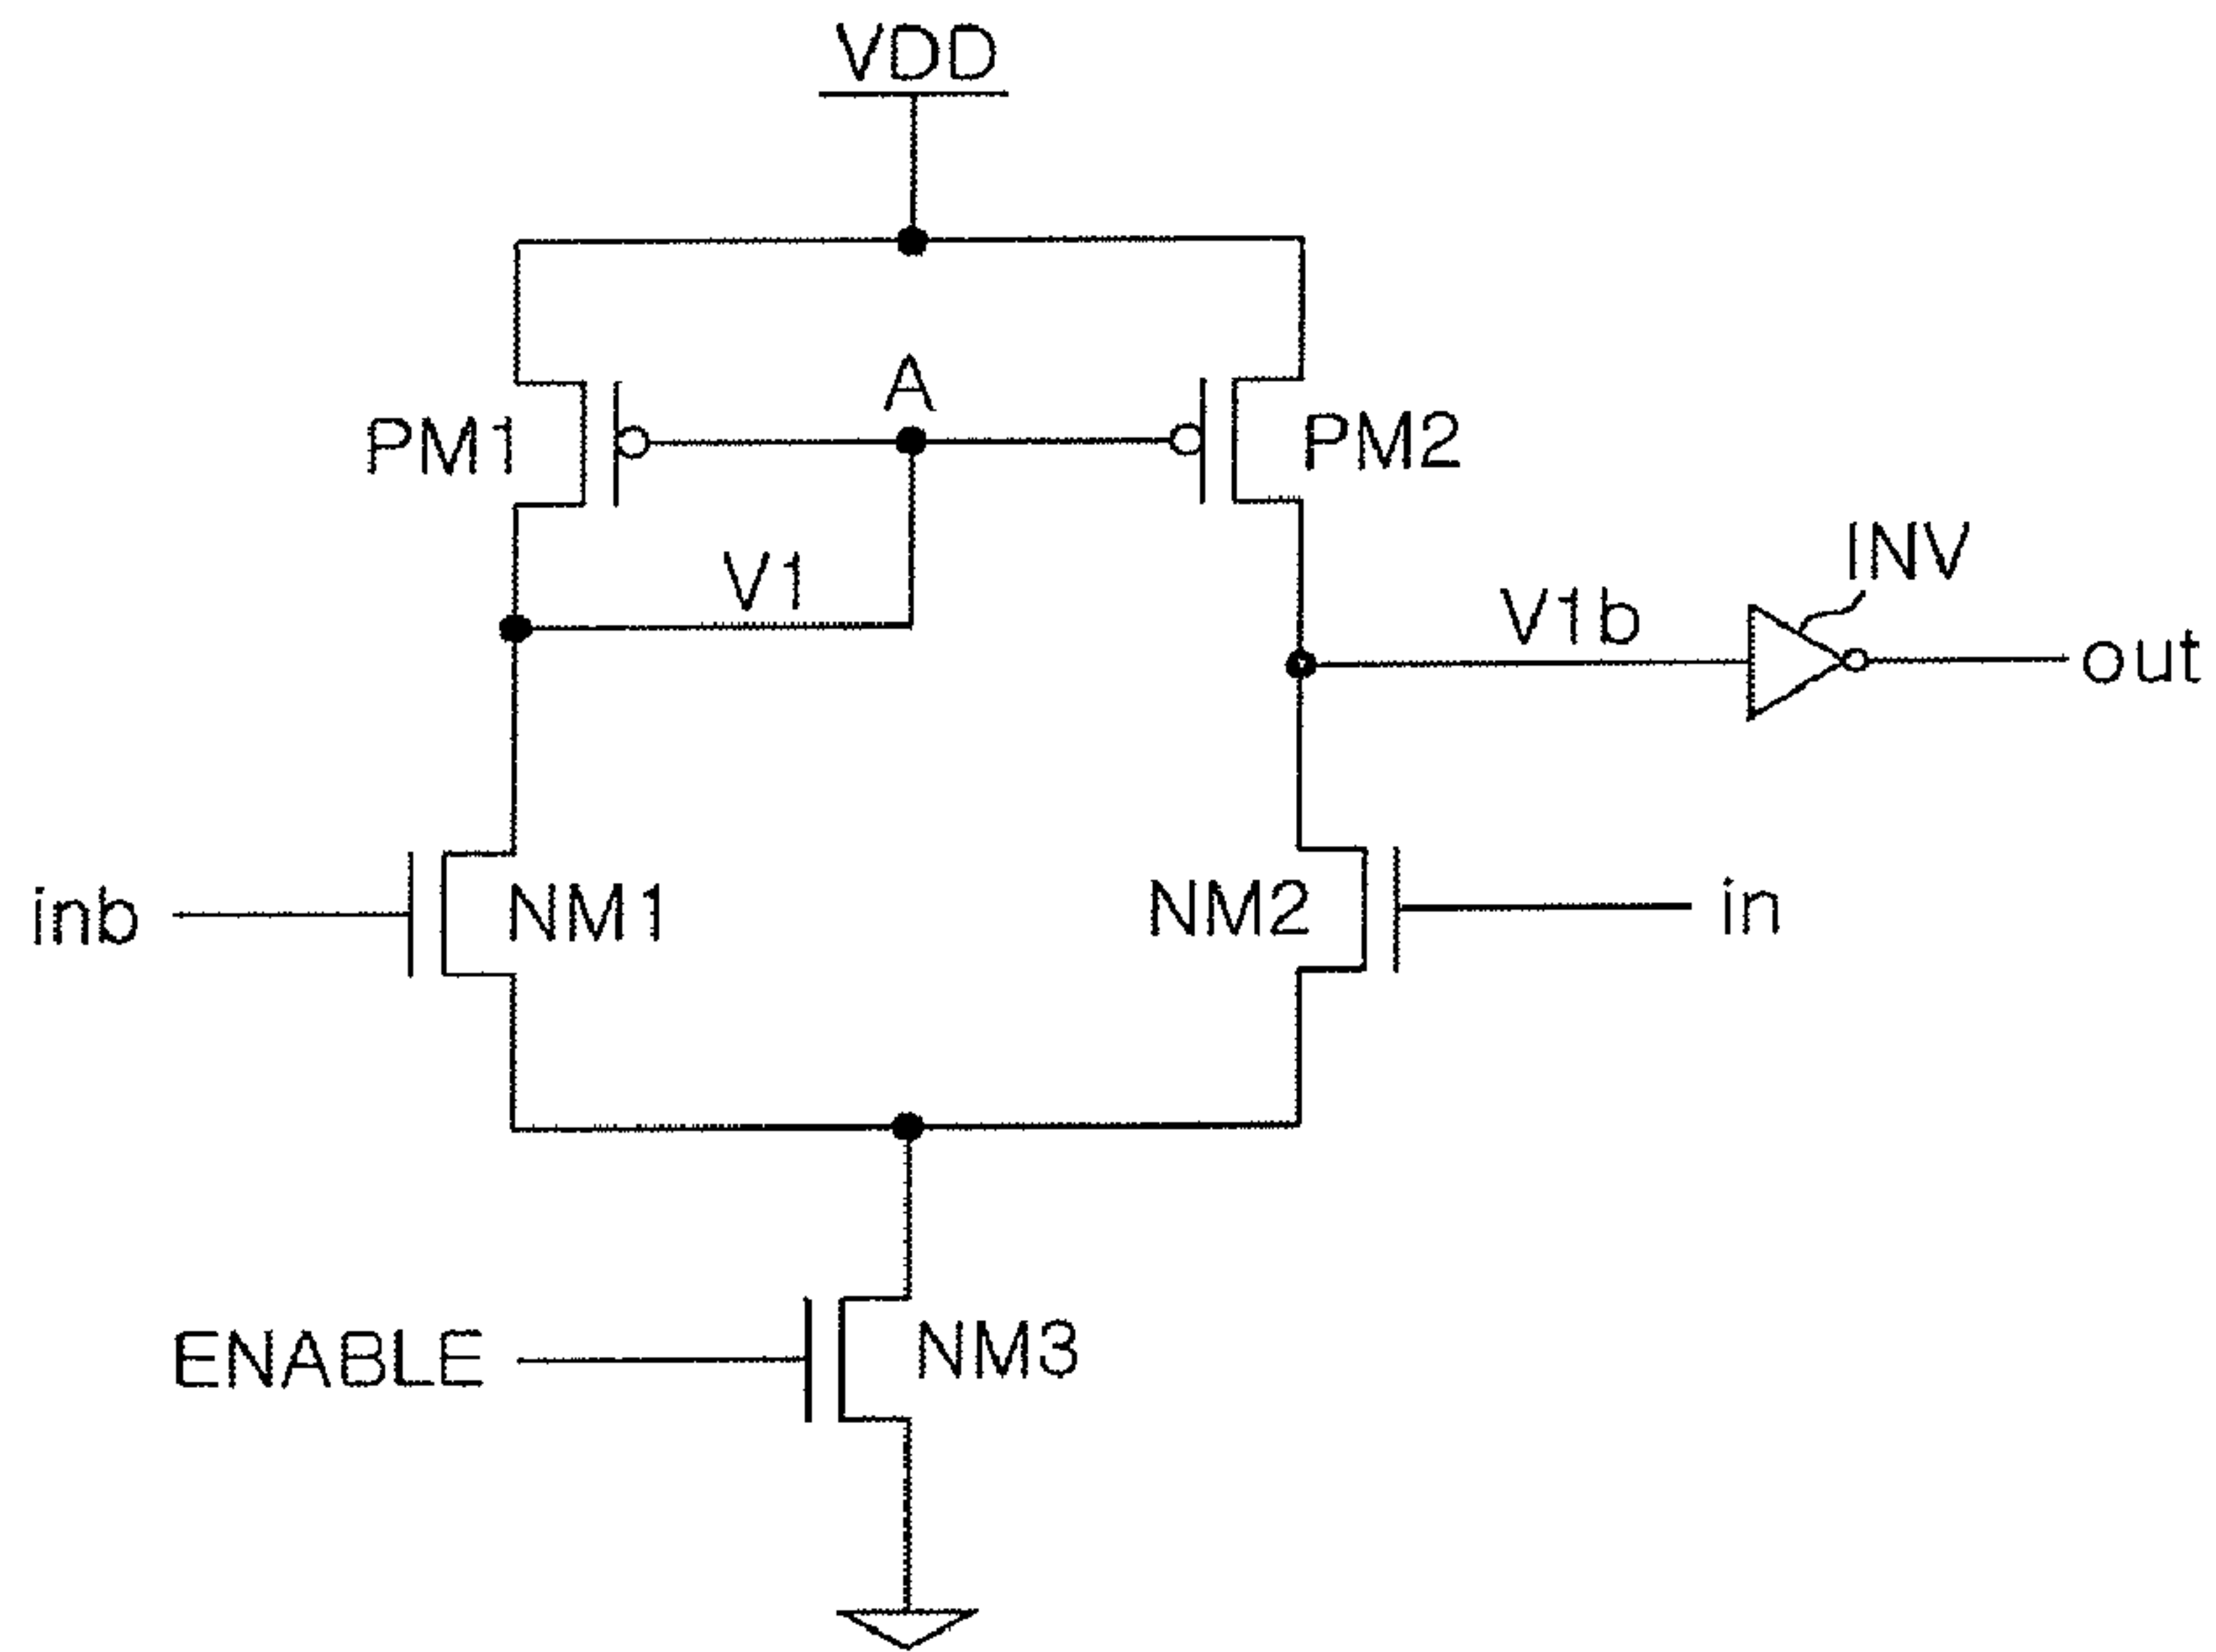 VDD
A
PM1
PM2
V1
INV
V1b
out
inb
NM1
NM2
in
ENABLE
NM3